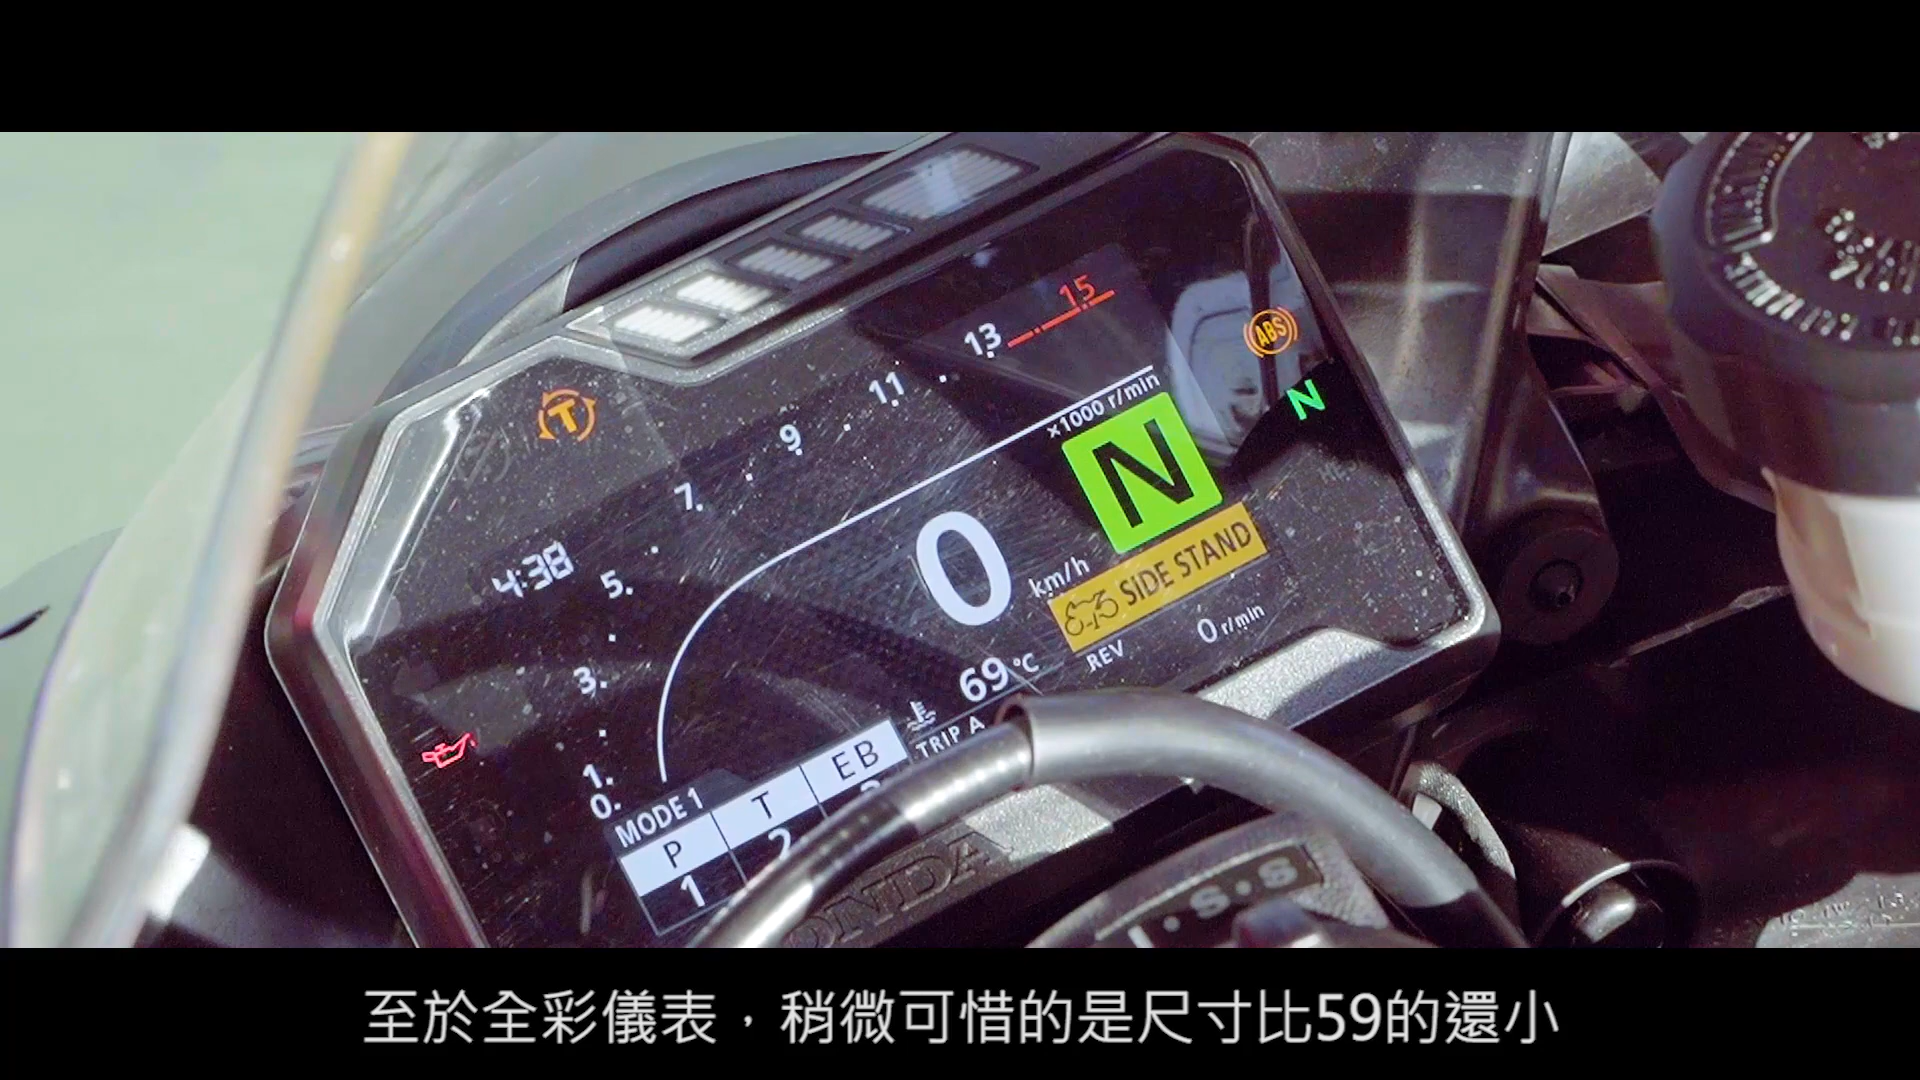 15
13
11
9
7
5
3
1
0
×1000 r/min
ABS
N
N
T
4:38
0
km/h
SIDE STAND
REV 0 r/min
69 °C
TRIP A
MODE 1
P T EB
1 2
HONDA
I·S·S
至於全彩儀表，稍微可惜的是尺寸比59的還小